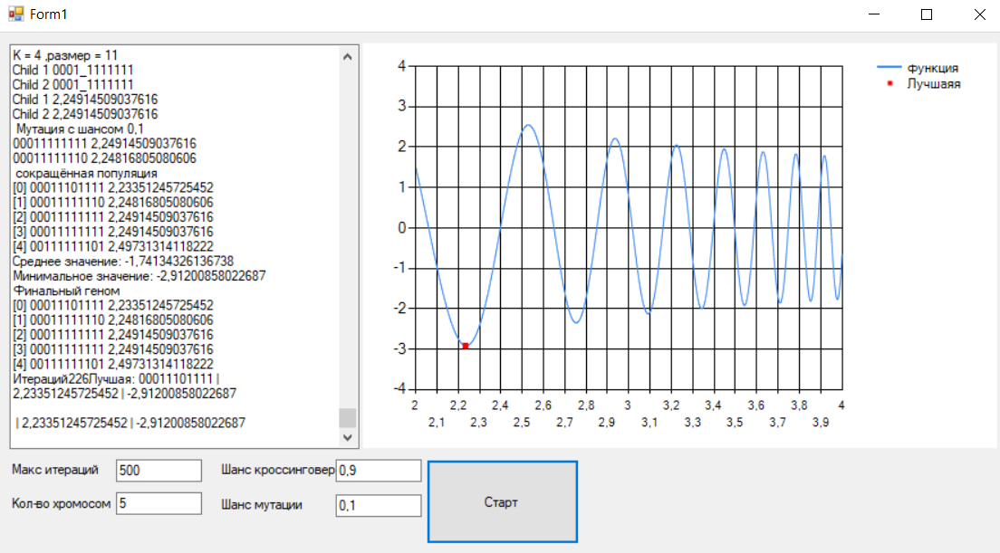 Form1
K = 4 ,размер = 11
Child 1 0001_1111111
Child 2 0001_1111111
Child 1 2,24914509037616
Child 2 2,24914509037616
Мутация с шансом 0,1
00011111111 2,24914509037616
00011111110 2,24816805080606
сокращённая популяция
[0] 00011101111 2,23351245725452
[1] 00011111110 2,24816805080606
[2] 00011111111 2,24914509037616
[3] 00011111111 2,24914509037616
[4] 00111111101 2,49731314118222
Среднее значение: -1,74134326136738
Минимальное значение: -2,91200858022687
Финальный геном
[0] 00011101111 2,23351245725452
[1] 00011111110 2,24816805080606
[2] 00011111111 2,24914509037616
[3] 00011111111 2,24914509037616
[4] 00111111101 2,49731314118222
Итераций226Лучшая: 00011101111 |
2,23351245725452 | -2,91200858022687
| 2,23351245725452 | -2,91200858022687
4
3
2
1
0
-1
-2
-3
-4
2 2,2 2,4 2,6 2,8 3 3,2 3,4 3,6 3,8 4
2,1 2,3 2,5 2,7 2,9 3,1 3,3 3,5 3,7 3,9
функция
Лучшаяя
Макс итераций 500
Шанс кроссинговер 0,9
Кол-во хромосом 5
Шанс мутации 0,1
Старт